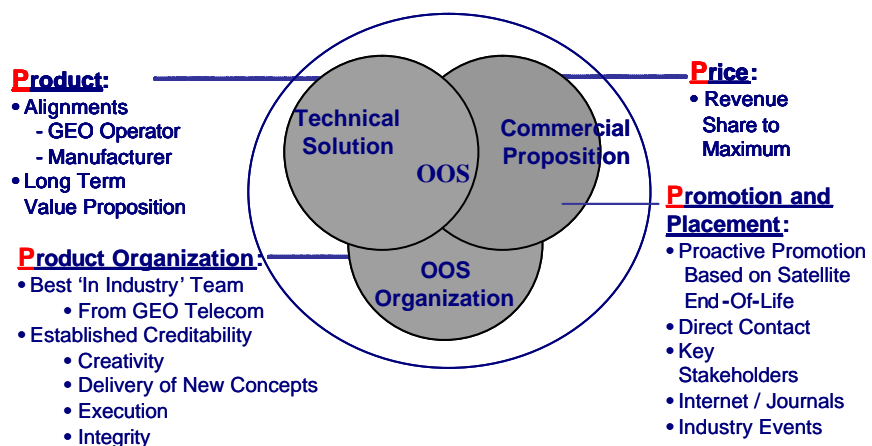 Product:
• Alignments
- GEO Operator
- Manufacturer
• Long Term
Value Proposition
Product Organization:
• Best 'In Industry' Team
• From GEO Telecom
• Established Creditability
• Creativity
• Delivery of New Concepts
• Execution
• Integrity
Technical
Solution
Commercial
Proposition
OOS
OOS
Organization
Price:
• Revenue
Share to
Maximum
Promotion and
Placement:
• Proactive Promotion
Based on Satellite
End-Of-Life
• Direct Contact
• Key
Stakeholders
• Internet / Journals
• Industry Events